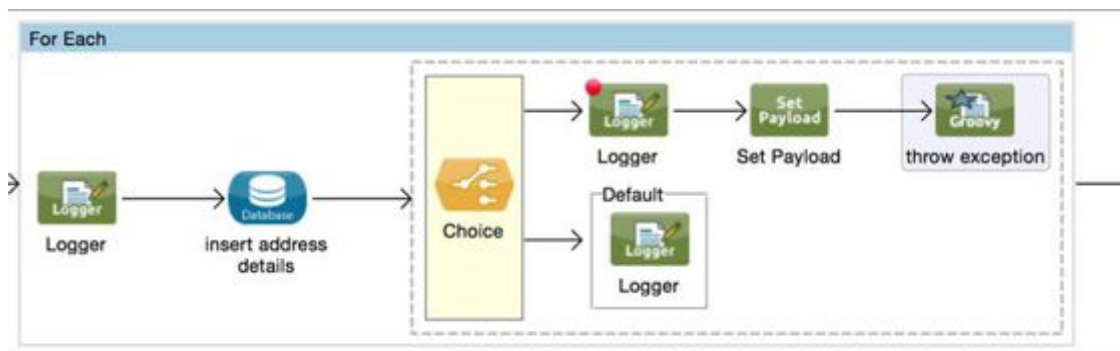 For Each
Logger
Logger
Database
insert address
details
Choice
Logger
Logger
Set
Payload
Set Payload
Groovy
throw exception
Default
Logger
Logger